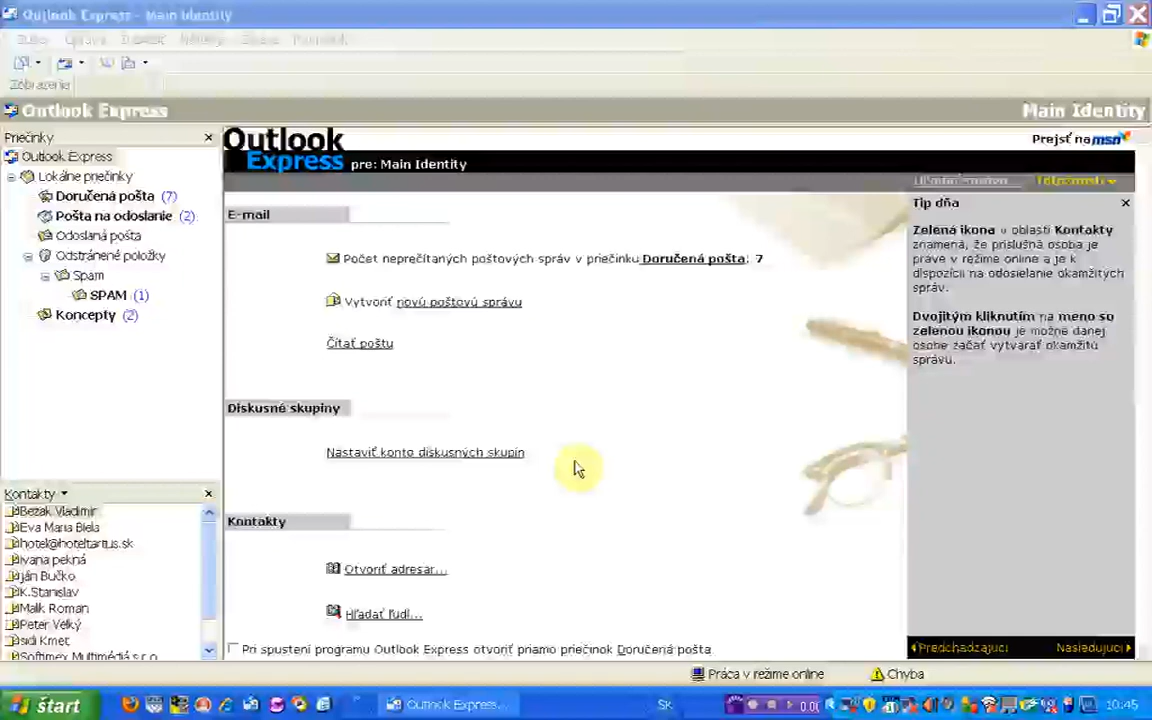 Outlook Express - Main Identity
Zobrazenie
Outlook Express
Main Identity
Priečinky
Outlook Express
Lokálne priečinky
Doručená pošta (7)
Pošta na odoslanie (2)
Odoslaná pošta
Odstránené položky
Spam
SPAM (1)
Koncepty (2)
Kontakty
Bezák Vladimír
Eva Maria Biela
hotel@hoteltartus.sk
ivana pekná
Ján Bučko
K.Stanislav
Malik Roman
Peter Veľký
sidi Kmet
Softimex Multimédiá s.r.o
Outlook
Express pre: Main Identity
Prejsť na msn
E-mail
Počet neprečítaných poštových správ v priečinku Doručená pošta: 7
Vytvoriť novú poštovú správu
Čítať poštu
Diskusné skupiny
Nastaviť konto diskusných skupín
Kontakty
Otvoriť adresár...
Hľadať ľudí...
Pri spustení programu Outlook Express otvoriť priamo priečinok Doručená pošta
Tip dňa
Zelená ikona v oblasti Kontakty
znamená, že príslušná osoba je
práve v režime online a je k
dispozícii na odosielanie okamžitých
správ.
Dvojitým kliknutím na meno so
zelenou ikonou je možné danej
osobe začať vytvárať okamžitú
správu.
Predchádzajúci
Nasledujúci
Práca v režime online
Chyba
štart
Outlook Express...
SK
10:45